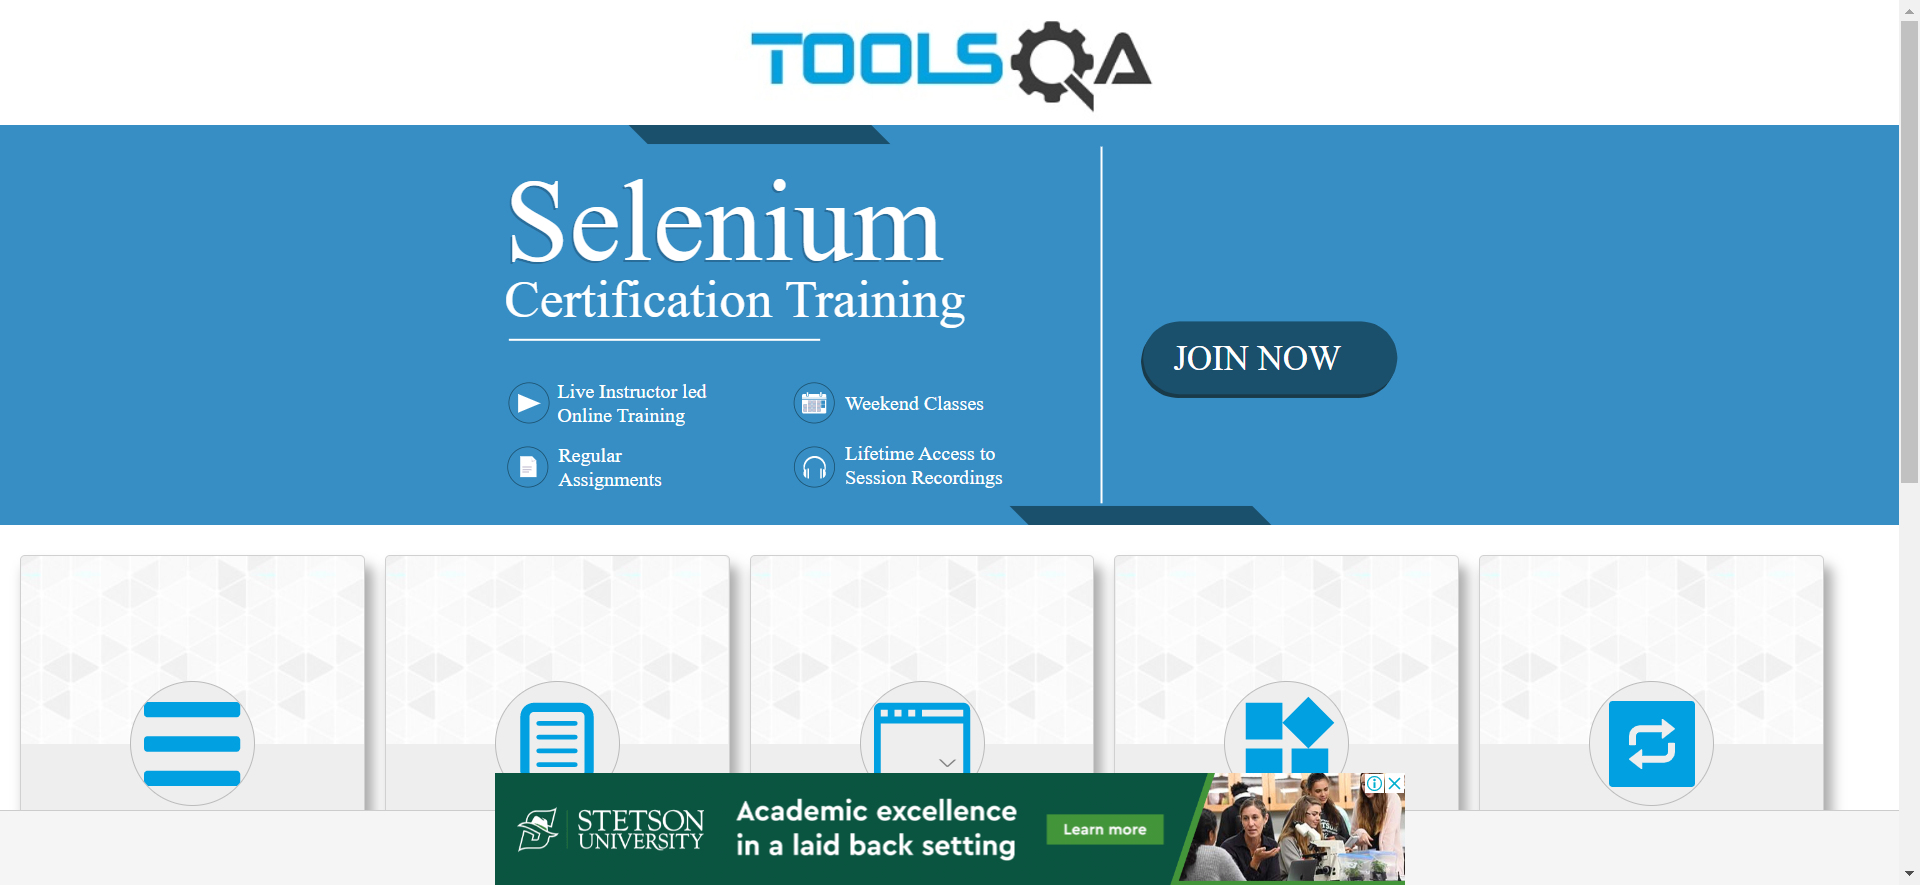 TOOLSQA
Selenium
Certification Training
Live Instructor led
Online Training
Weekend Classes
Regular
Assignments
Lifetime Access to
Session Recordings
JOIN NOW
STETSON
UNIVERSITY
Academic excellence
in a laid back setting
Learn more